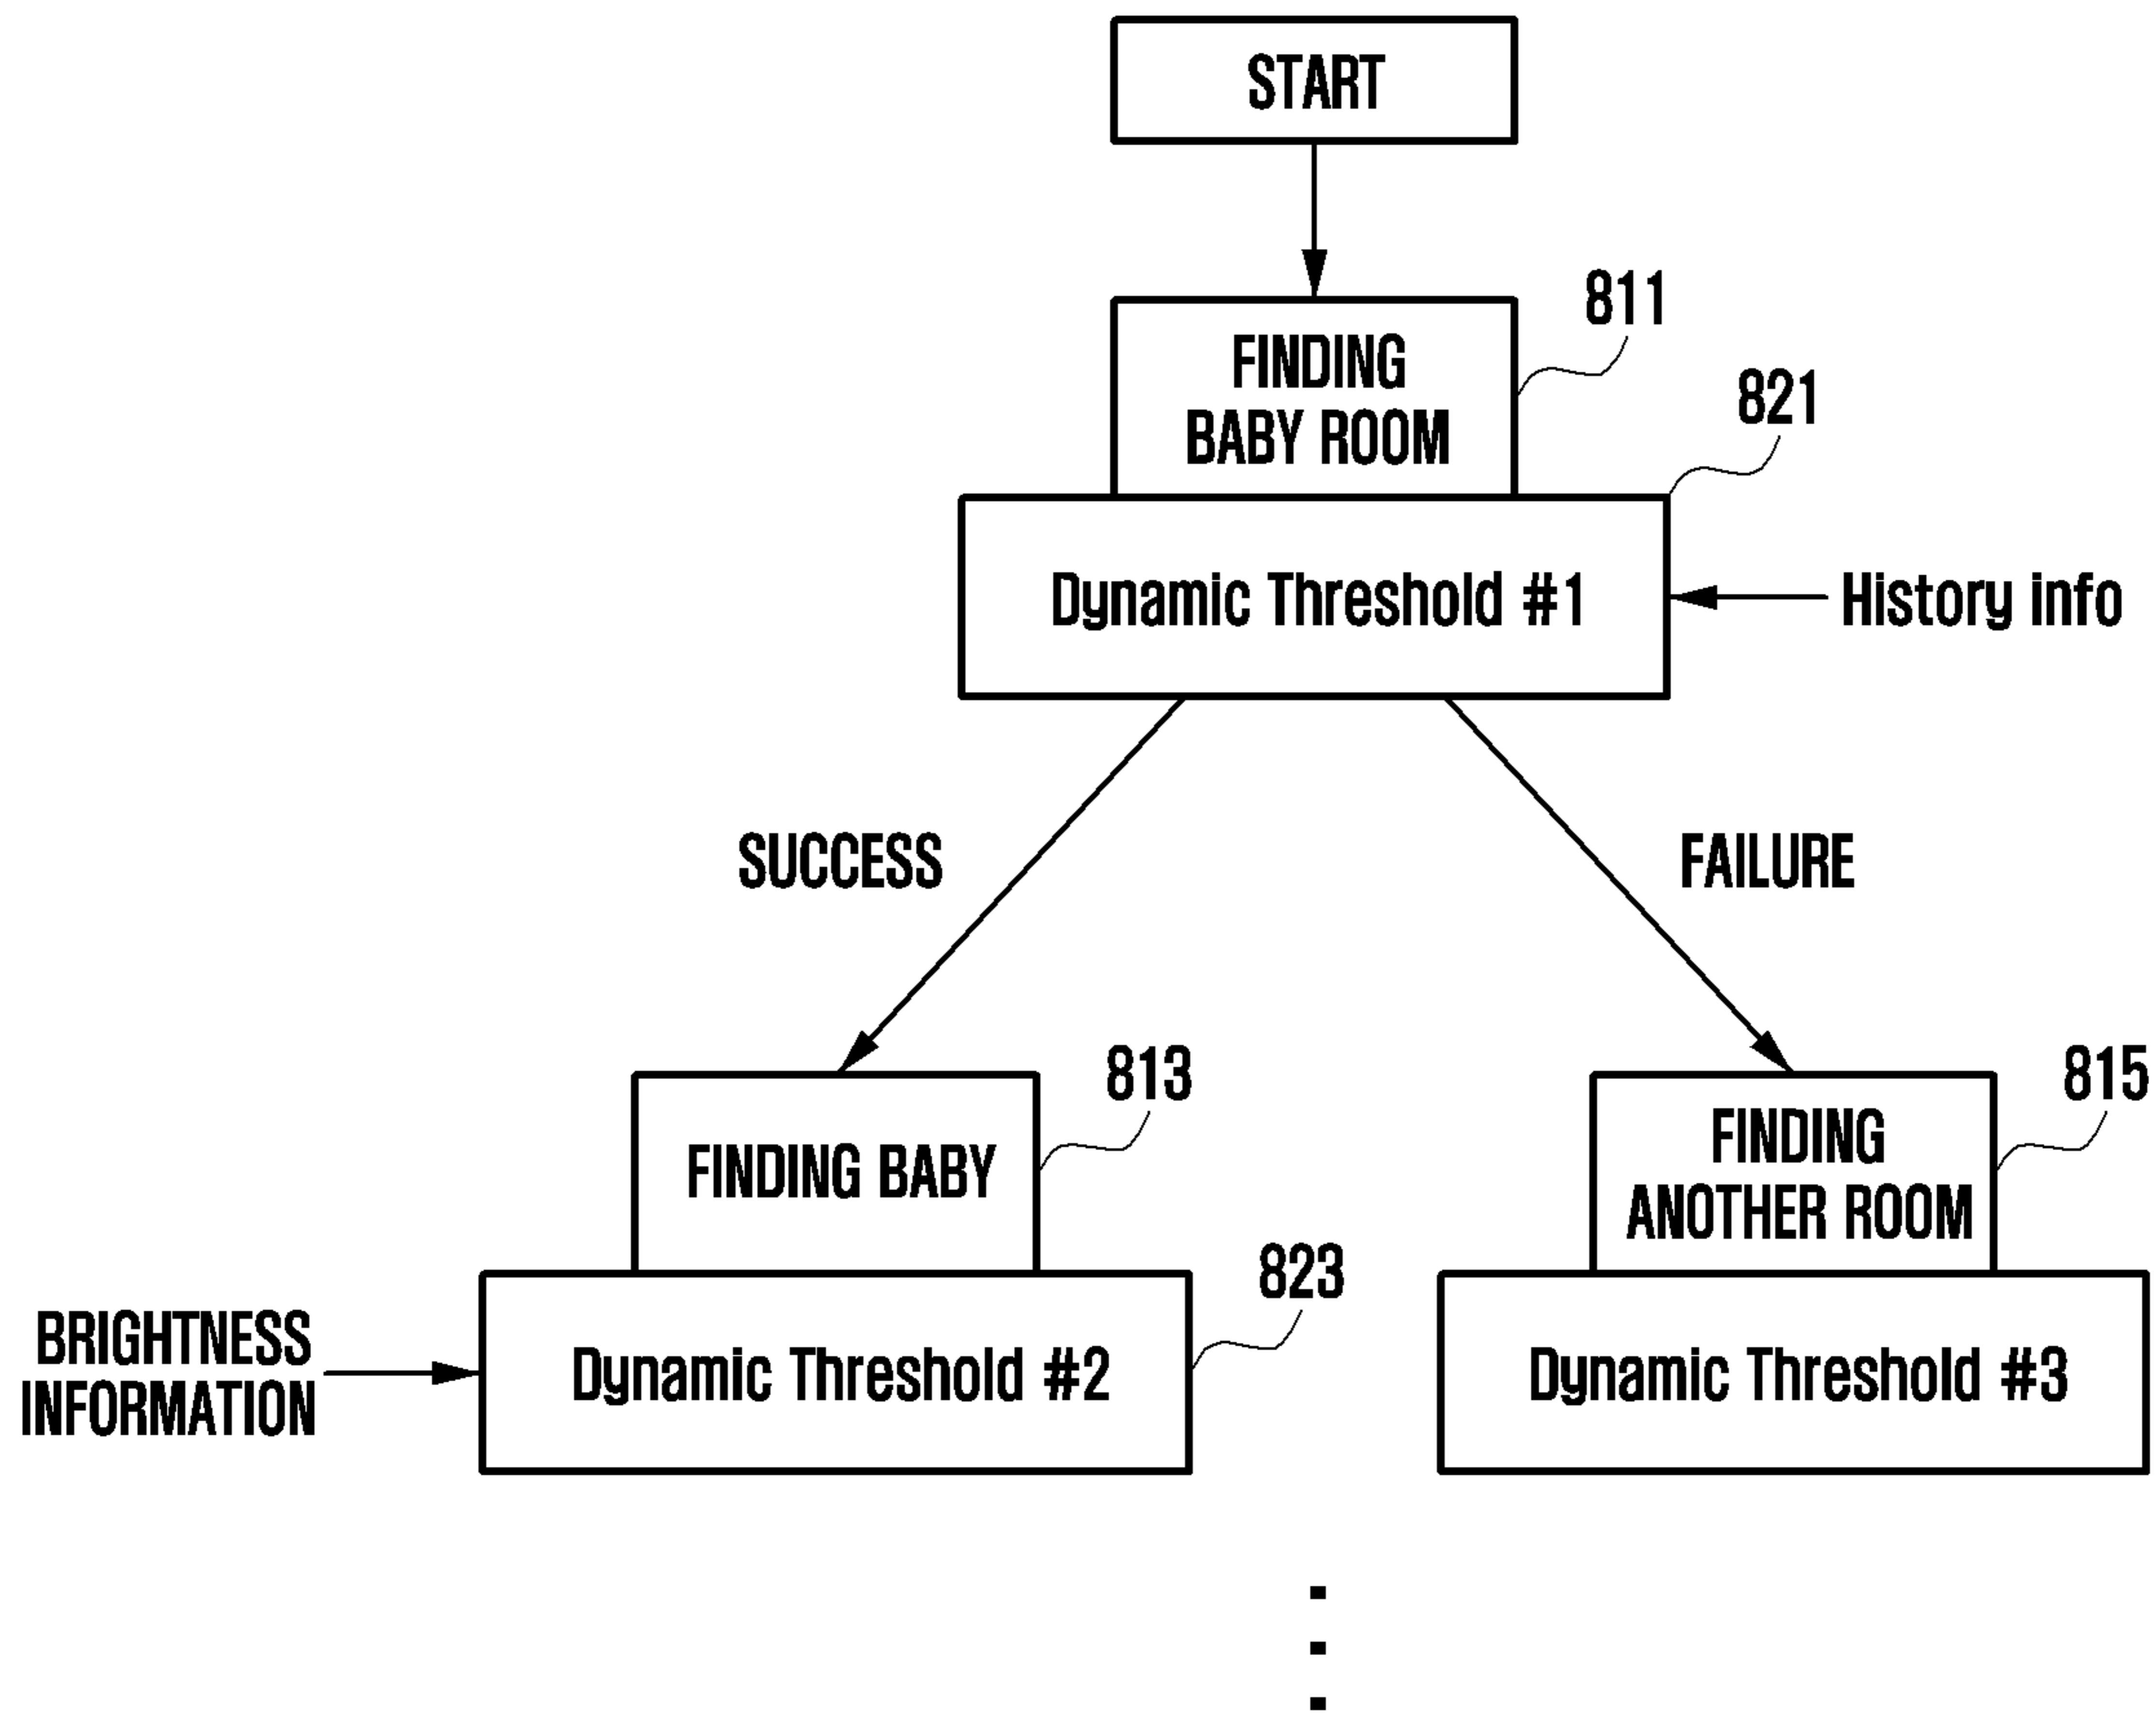 START
811
FINDING
BABY ROOM
821
Dynamic Threshold #1
History info
SUCCESS
FAILURE
813
FINDING BABY
815
FINDING
ANOTHER ROOM
823
BRIGHTNESS
INFORMATION
Dynamic Threshold #2
Dynamic Threshold #3